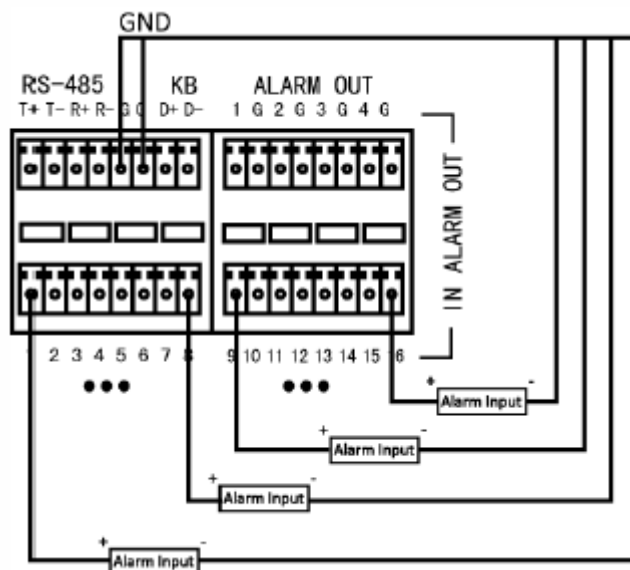 GND
RS-485 KB ALARM OUT
T+ T- R+ R- G G D+ D- 1 G 2 G 3 G 4 G
IN ALARM OUT
1 2 3 4 5 6 7 8 9 10 11 12 13 14 15 16
+ Alarm Input -
+ Alarm Input -
+ Alarm Input -
+ Alarm Input -